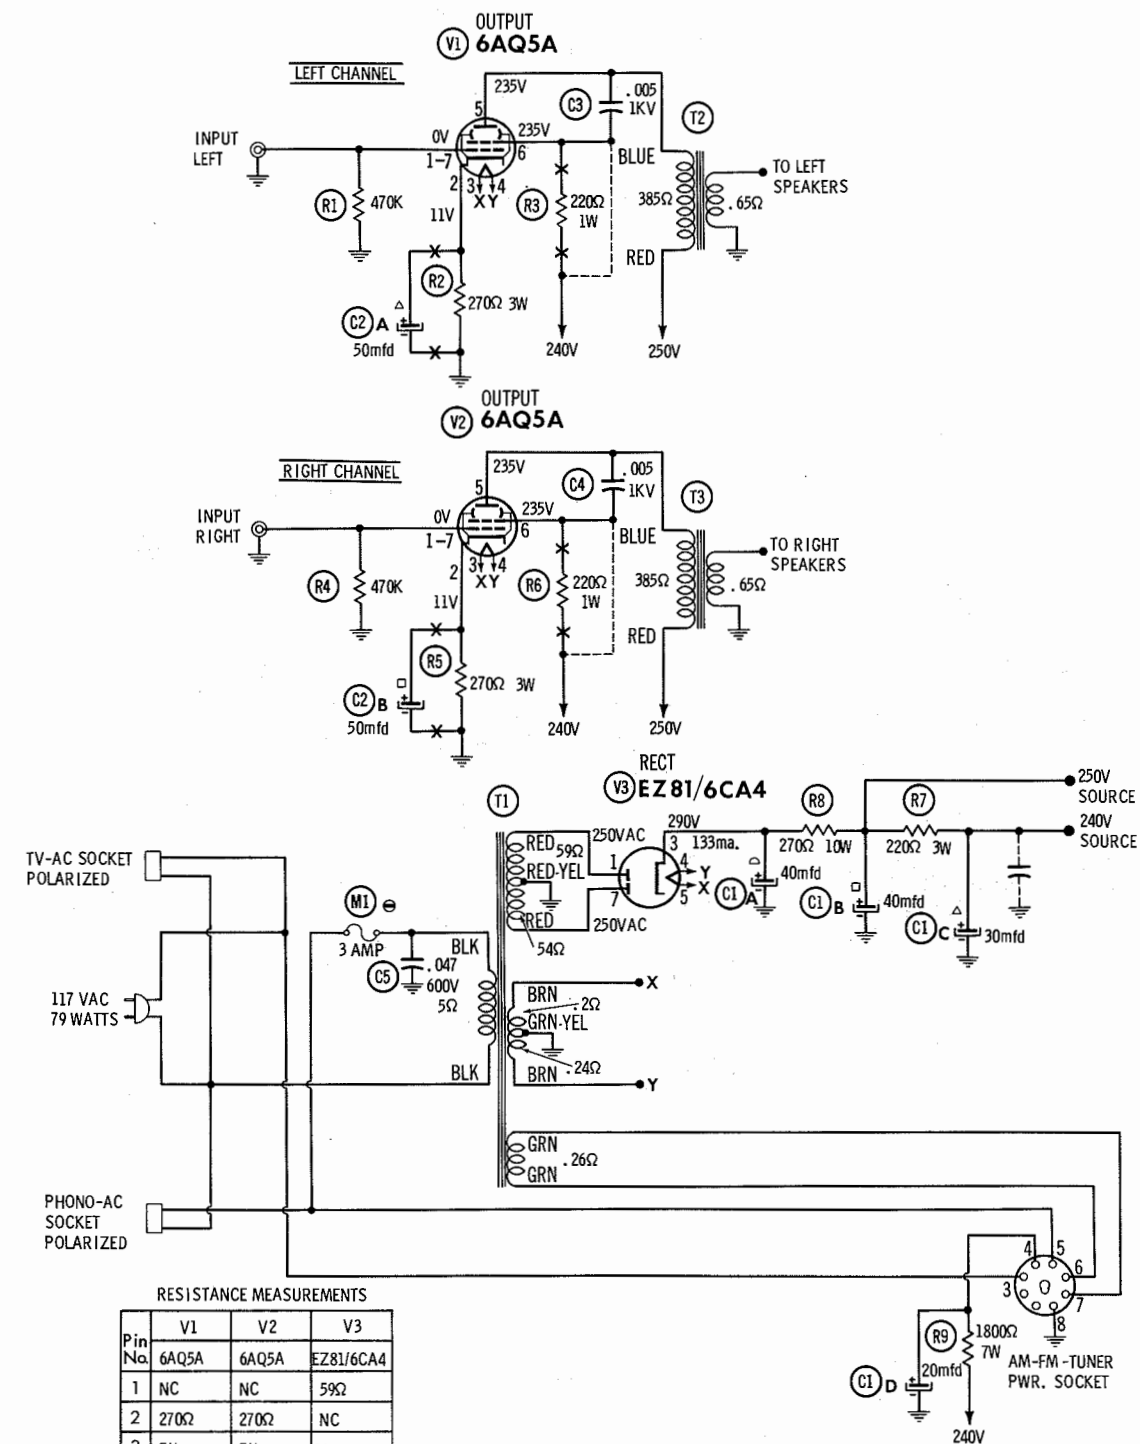 OUTPUT
V1 6AQ5A
LEFT CHANNEL
235V
5
C3
.005
1KV
T2
INPUT
LEFT
0V
1-7
235V
6
BLUE
TO LEFT
SPEAKERS
2
3 4
X Y
R1
470K
11V
R3
220Ω
1W
385Ω
.65Ω
RED
R2
270Ω 3W
C2 A
50mfd
240V
250V
OUTPUT
V2 6AQ5A
RIGHT CHANNEL
235V
5
C4
.005
1KV
T3
INPUT
RIGHT
0V
1-7
235V
6
BLUE
TO RIGHT
SPEAKERS
2
3 4
X Y
R4
470K
11V
R6
220Ω
1W
385Ω
.65Ω
RED
R5
270Ω 3W
C2 B
50mfd
240V
250V
RECT
V3 EZ81/6CA4
T1
250V
SOURCE
R8
R7
240V
SOURCE
TV-AC SOCKET
POLARIZED
RED
59Ω
250VAC
290V
133ma.
270Ω 10W
220Ω 3W
RED-YEL
1
3
4
Y
X
5
7
C1 A
40mfd
C1 B
40mfd
C1 C
30mfd
RED
250VAC
54Ω
M1
3 AMP
BLK
C5
.047
600V
5Ω
117 VAC
79 WATTS
BRN
X
.2Ω
GRN-YEL
.24Ω
BLK
BRN
Y
GRN
.26Ω
GRN
PHONO-AC
SOCKET
POLARIZED
4
5
6
3
7
8
R9
1800Ω
7W
AM-FM-TUNER
PWR. SOCKET
C1 D
20mfd
240V
RESISTANCE MEASUREMENTS
Pin No. V1 V2 V3
6AQ5A 6AQ5A EZ81/6CA4
1 NC NC 59Ω
2 270Ω 270Ω NC